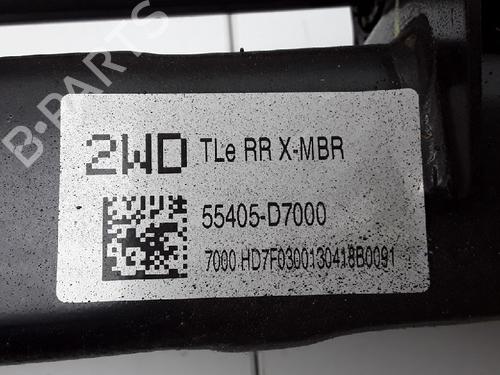 B-PARTS
2WD TLe RR X-MBR
55405-D7000
7000 HD7F0300130418B0091